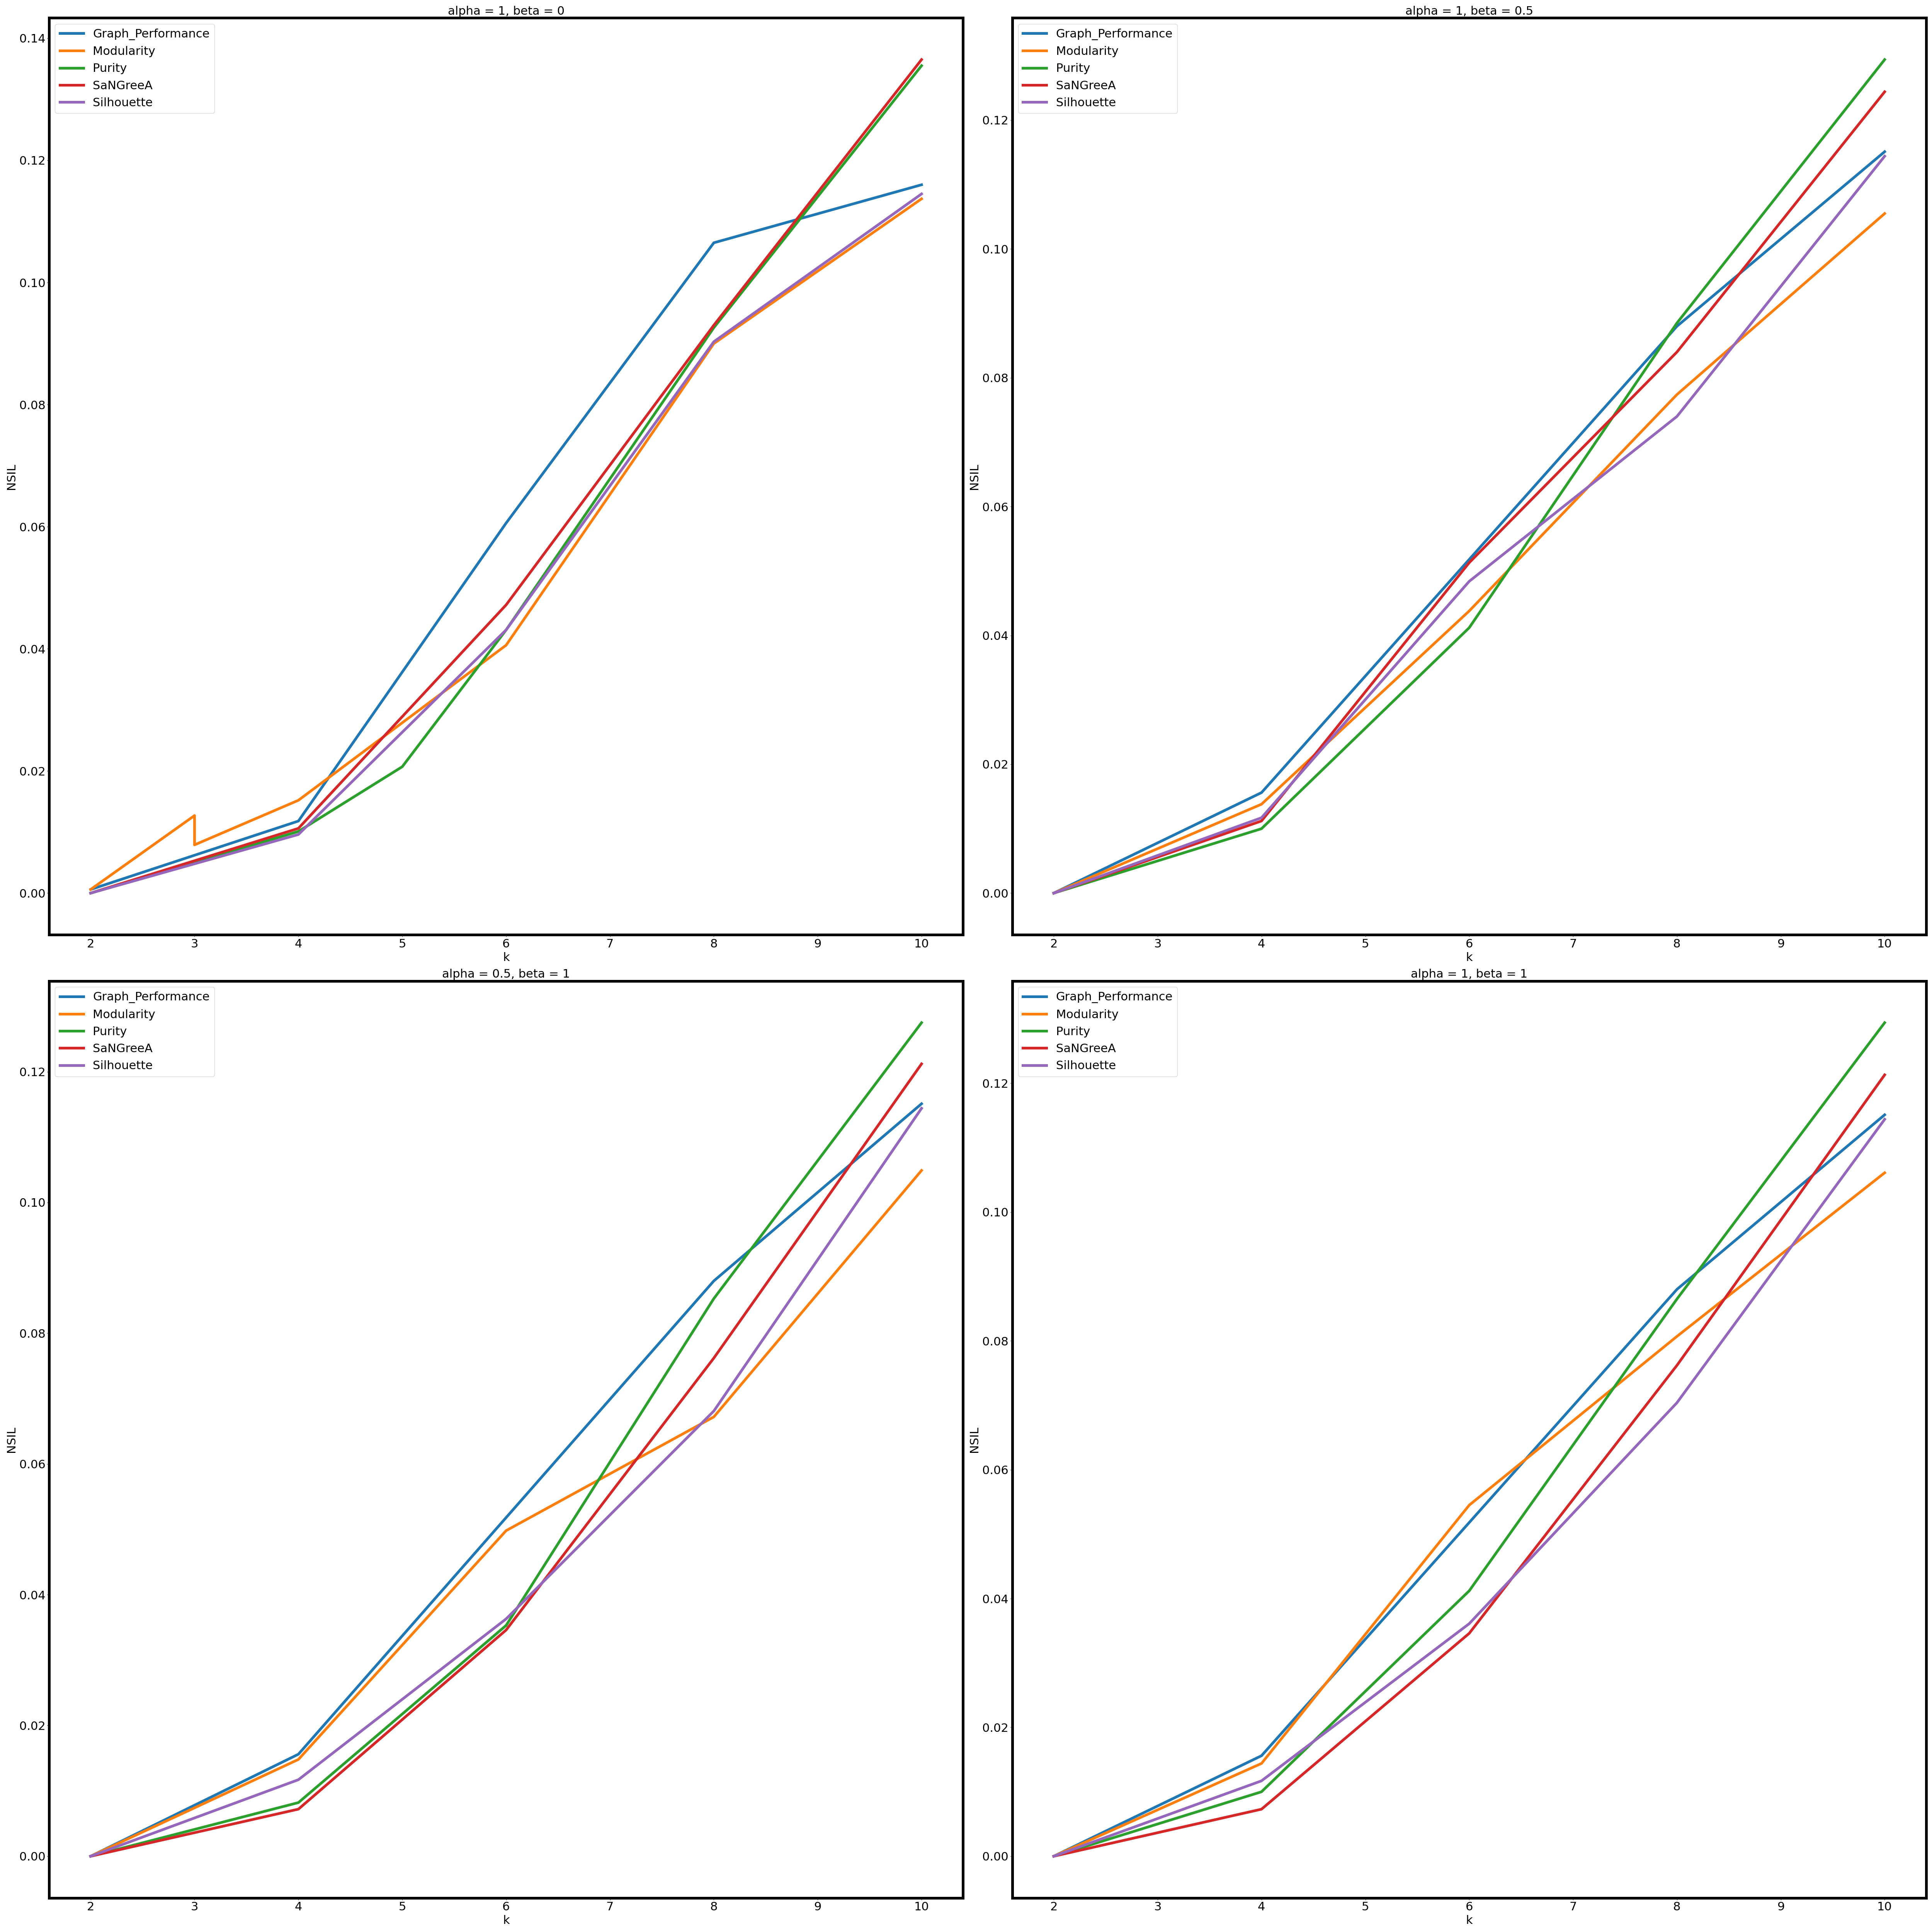 alpha = 1, beta = 0
Graph_Performance
Modularity
Purity
SaNGreeA
Silhouette
0.14
0.12
0.10
0.08
0.06
0.04
0.02
0.00
NSIL
2 3 4 5 6 7 8 9 10
k
alpha = 1, beta = 0.5
Graph_Performance
Modularity
Purity
SaNGreeA
Silhouette
0.12
0.10
0.08
0.06
0.04
0.02
0.00
NSIL
2 3 4 5 6 7 8 9 10
k
alpha = 0.5, beta = 1
Graph_Performance
Modularity
Purity
SaNGreeA
Silhouette
0.12
0.10
0.08
0.06
0.04
0.02
0.00
NSIL
2 3 4 5 6 7 8 9 10
k
alpha = 1, beta = 1
Graph_Performance
Modularity
Purity
SaNGreeA
Silhouette
0.12
0.10
0.08
0.06
0.04
0.02
0.00
NSIL
2 3 4 5 6 7 8 9 10
k